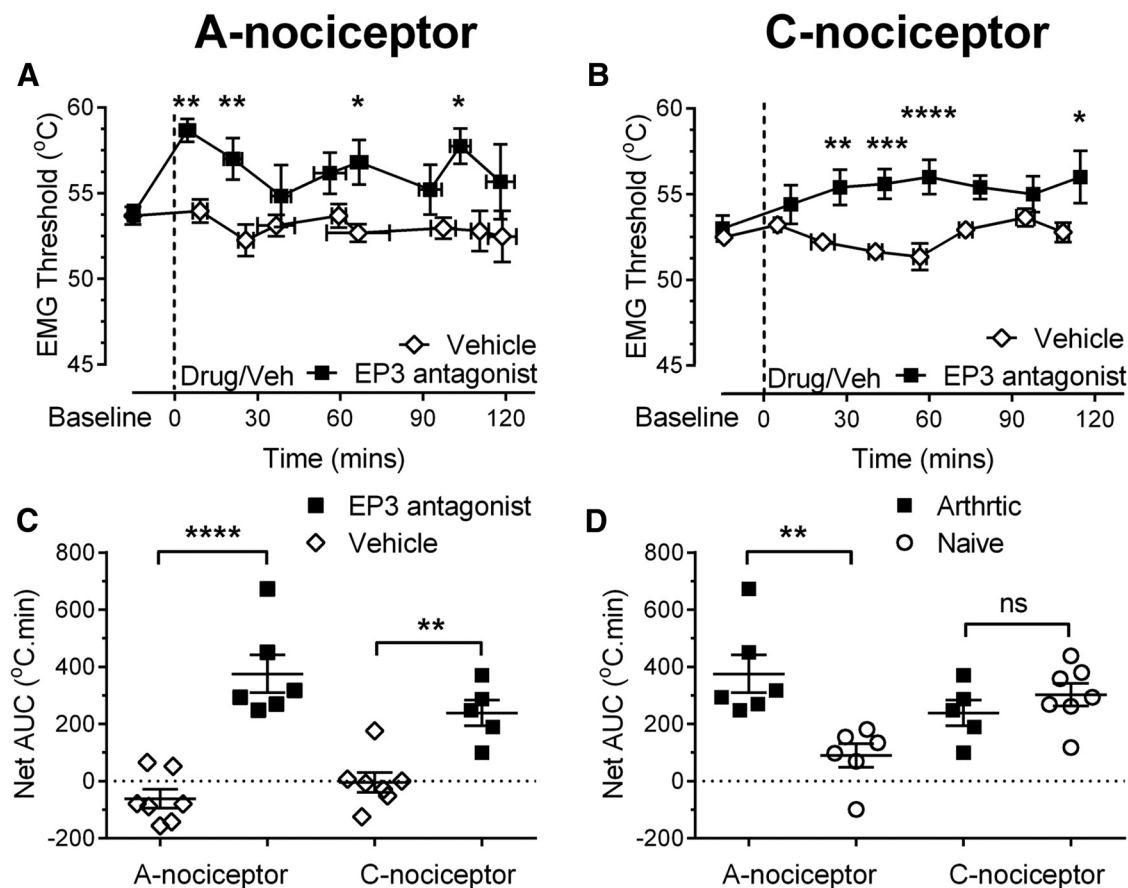 A-nociceptor
C-nociceptor
A
60
55
50
45
EMG Threshold (°C)
** ** * *
Vehicle
EP3 antagonist
Drug/Veh
Baseline 0 30 60 90 120
Time (mins)
B
60
55
50
45
EMG Threshold (°C)
** *** **** *
Vehicle
EP3 antagonist
Drug/Veh
Baseline 0 30 60 90 120
Time (mins)
C
EP3 antagonist
Vehicle
800
600
400
200
0
-200
Net AUC (°C.min)
****
**
A-nociceptor C-nociceptor
D
Arthrtic
Naive
800
600
400
200
0
-200
Net AUC (°C.min)
**
ns
A-nociceptor C-nociceptor